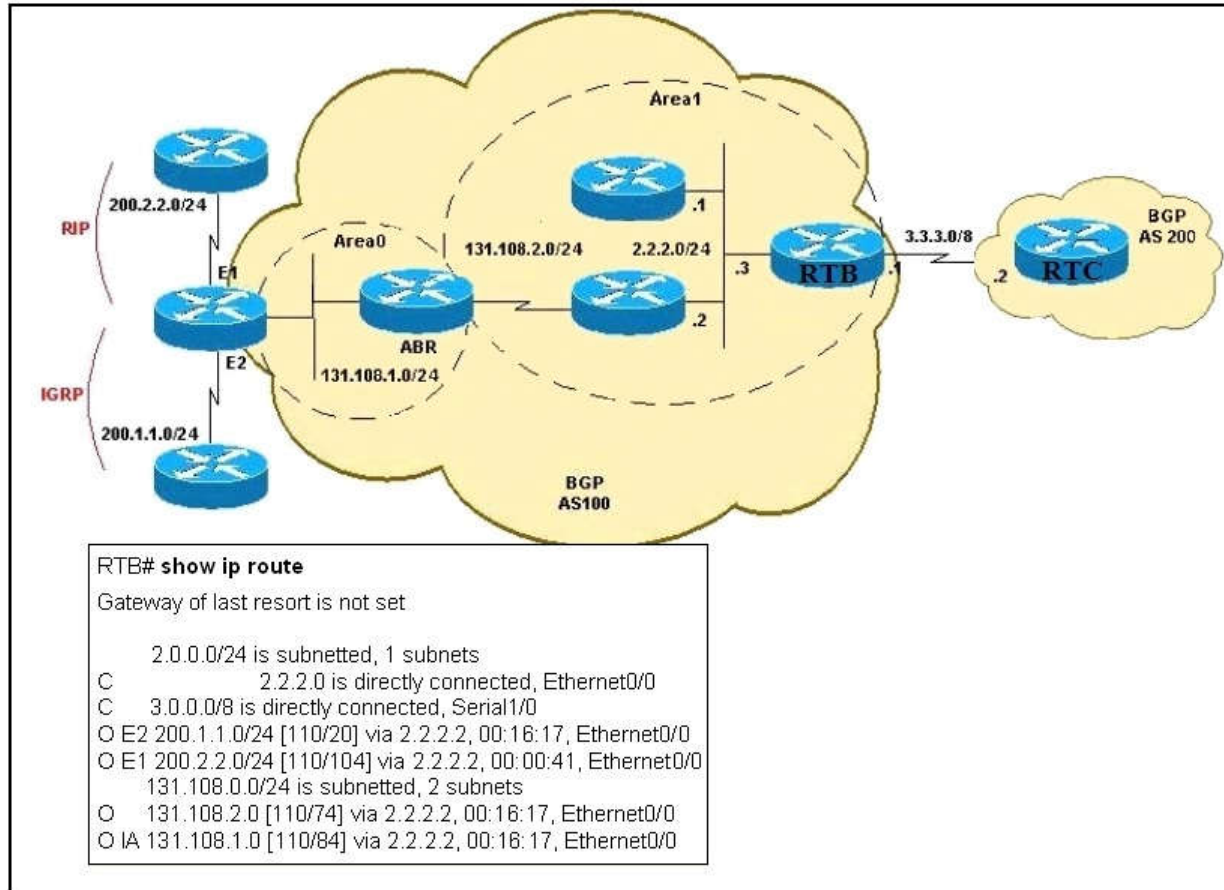 Area1
200.2.2.0/24
.1
BGP
AS 200
RIP
Area0
131.108.2.0/24
2.2.2.0/24
3.3.3.0/8
E1
.3
RTB
.1
.2
RTC
ABR
.2
E2
131.108.1.0/24
IGRP
200.1.1.0/24
BGP
AS100
RTB# show ip route
Gateway of last resort is not set
2.0.0.0/24 is subnetted, 1 subnets
C 2.2.2.0 is directly connected, Ethernet0/0
C 3.0.0.0/8 is directly connected, Serial1/0
O E2 200.1.1.0/24 [110/20] via 2.2.2.2, 00:16:17, Ethernet0/0
O E1 200.2.2.0/24 [110/104] via 2.2.2.2, 00:00:41, Ethernet0/0
131.108.0.0/24 is subnetted, 2 subnets
O 131.108.2.0 [110/74] via 2.2.2.2, 00:16:17, Ethernet0/0
O IA 131.108.1.0 [110/84] via 2.2.2.2, 00:16:17, Ethernet0/0